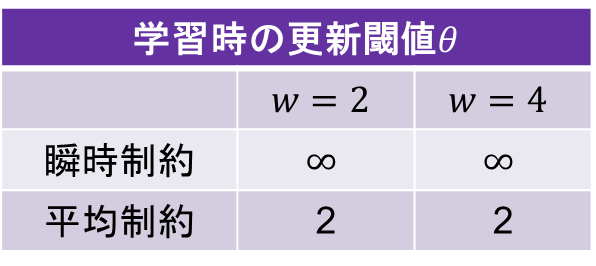 学習時の更新閾値θ
w = 2 w = 4
瞬時制約 ∞ ∞
平均制約 2 2